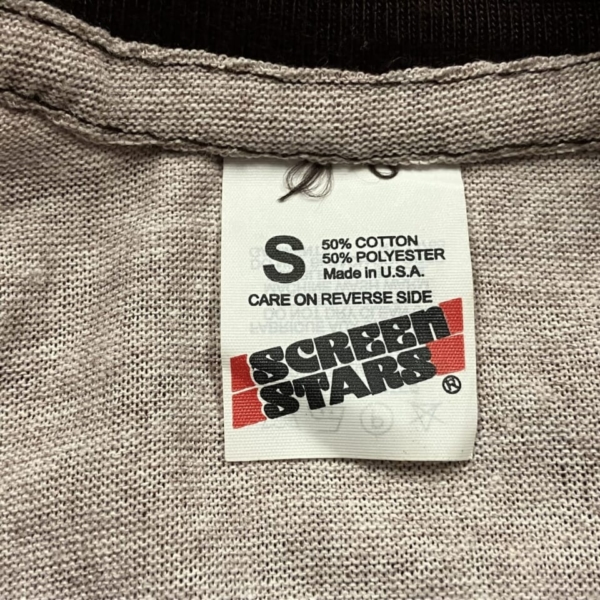 S
50% COTTON
50% POLYESTER
Made in U.S.A.
CARE ON REVERSE SIDE
SCREEN
STARS®